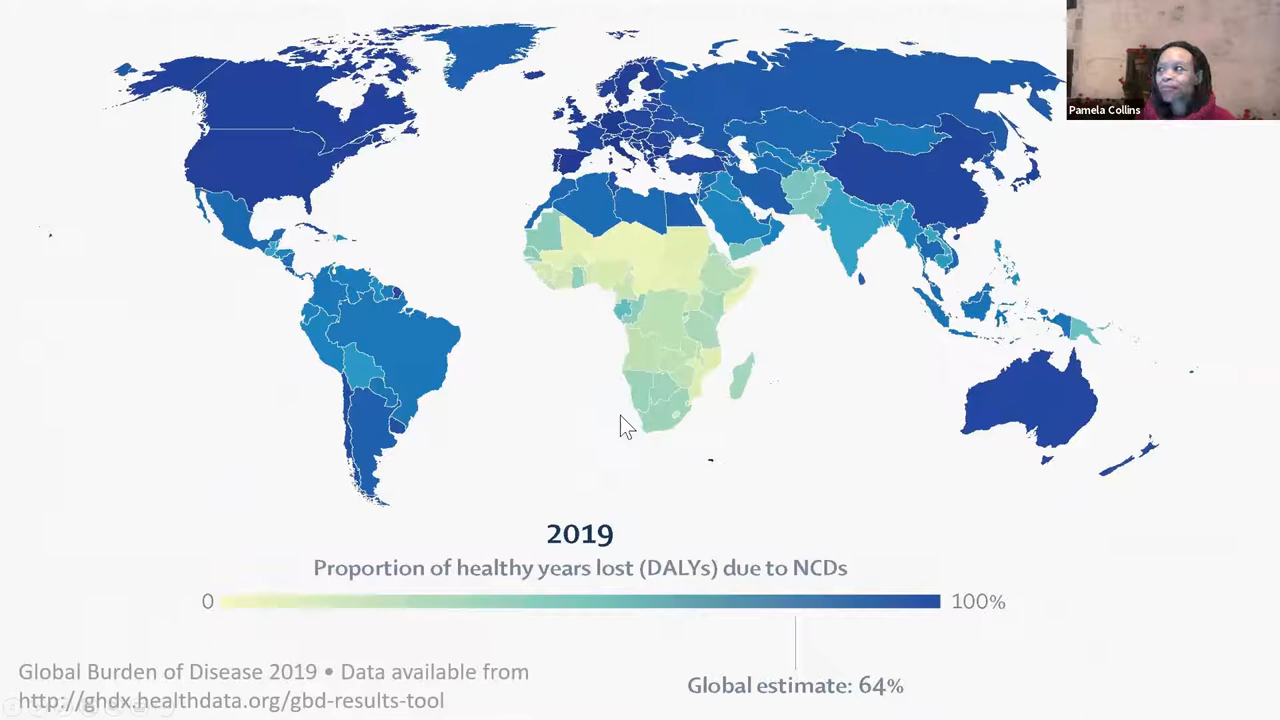 Pamela Collins
2019
Proportion of healthy years lost (DALYs) due to NCDs
0
100%
Global estimate: 64%
Global Burden of Disease 2019 • Data available from
http://ghdx.healthdata.org/gbd-results-tool